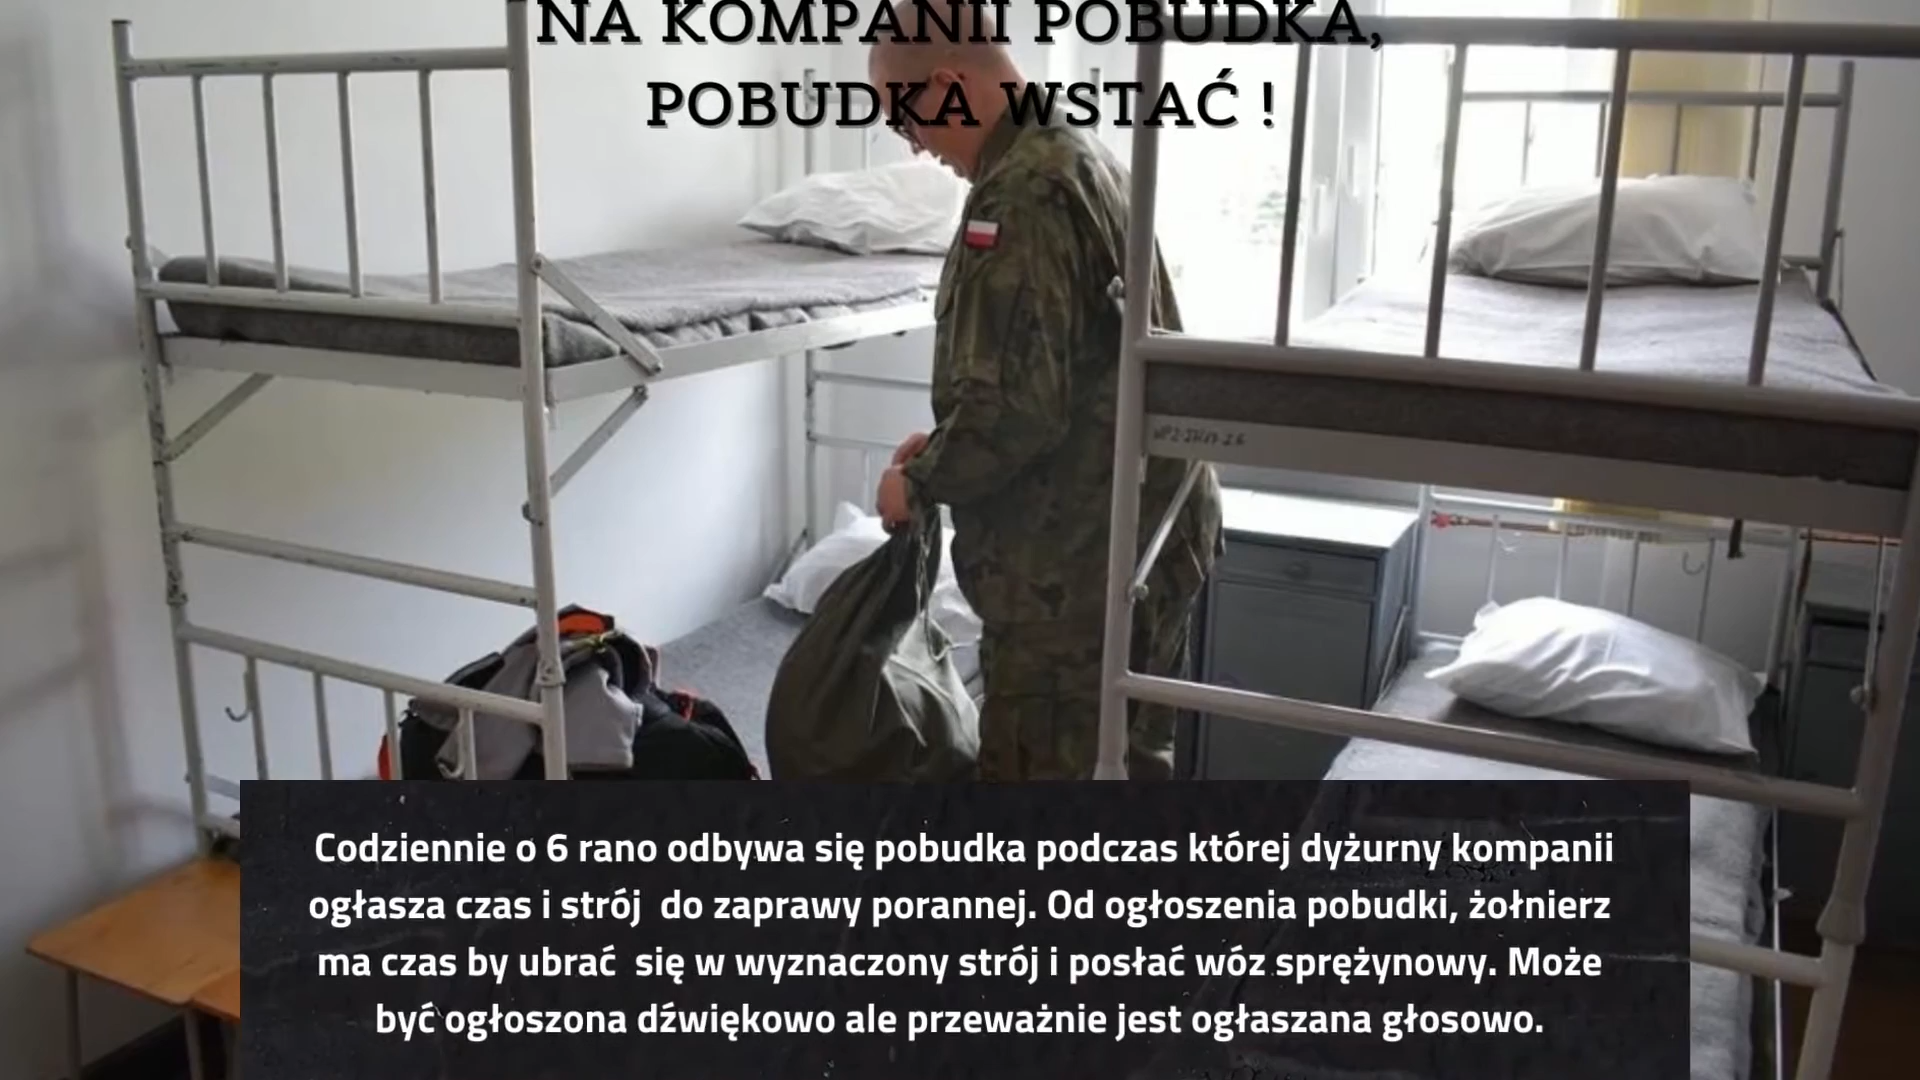 NA KOMPANII POBUDKA,
POBUDKA WSTAĆ !
Codziennie o 6 rano odbywa się pobudka podczas której dyżurny kompanii
ogłasza czas i strój  do zaprawy porannej. Od ogłoszenia pobudki, żołnierz
ma czas by ubrać  się w wyznaczony strój i posłać wóz sprężynowy. Może
być ogłoszona dźwiękowo ale przeważnie jest ogłaszana głosowo.